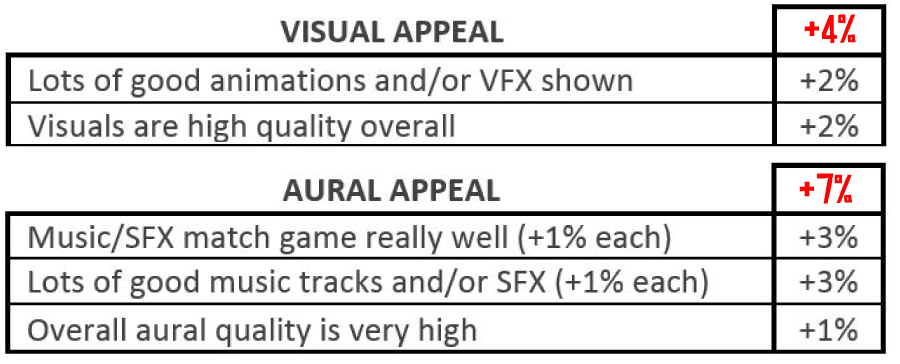 VISUAL APPEAL +4%
Lots of good animations and/or VFX shown +2%
Visuals are high quality overall +2%
AURAL APPEAL +7%
Music/SFX match game really well (+1% each) +3%
Lots of good music tracks and/or SFX (+1% each) +3%
Overall aural quality is very high +1%